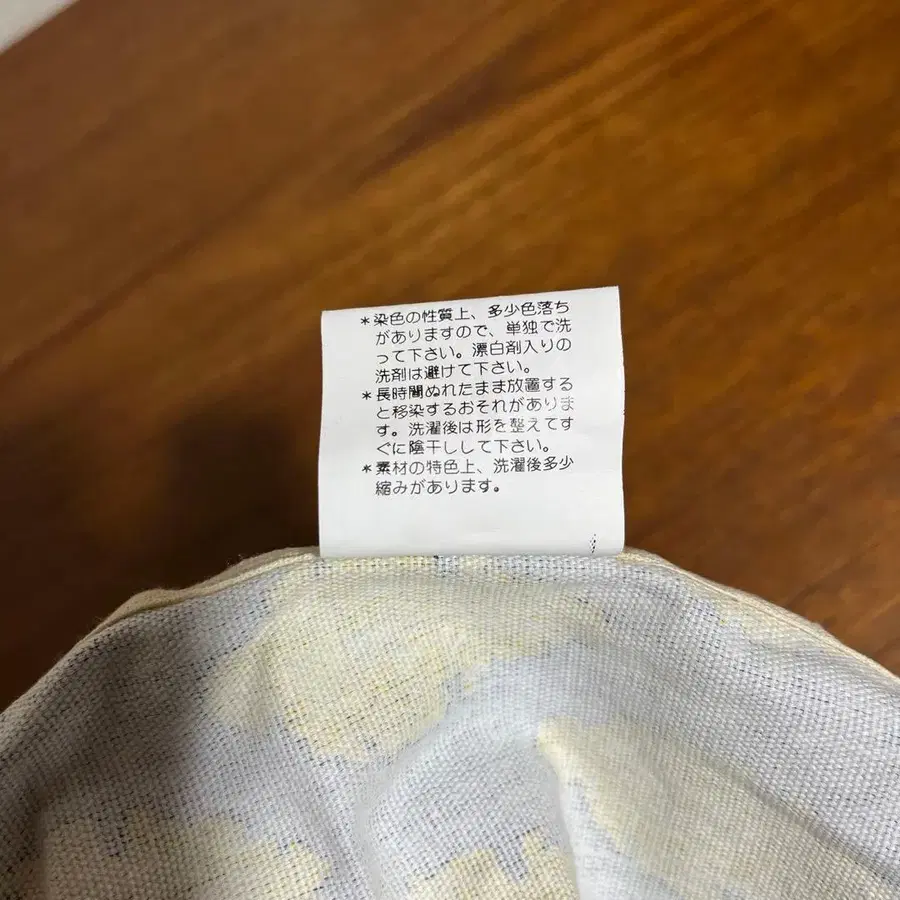 *染色の性質上、多少色落ち
がありますので、単独で洗
って下さい。漂白剤入りの
洗剤は避けて下さい。
*長時間ぬれたまま放置する
と移染するおそれがありま
す。洗濯後は形を整えてす
ぐに陰干しして下さい。
*素材の特色上、洗濯後多少
縮みがあります。